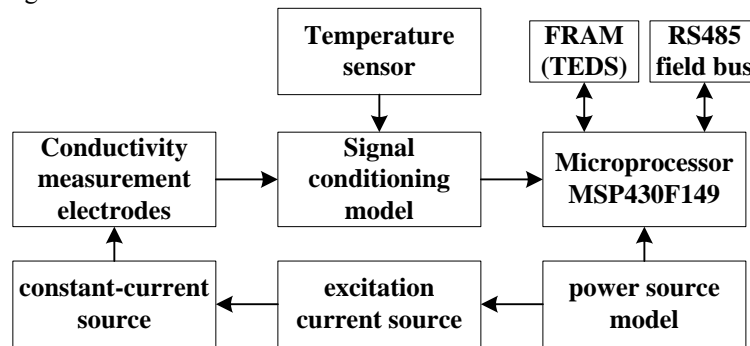 Temperature
sensor
FRAM
(TEDS)
RS485
field bus
Conductivity
measurement
electrodes
Signal
conditioning
model
Microprocessor
MSP430F149
constant-current
source
excitation
current source
power source
model